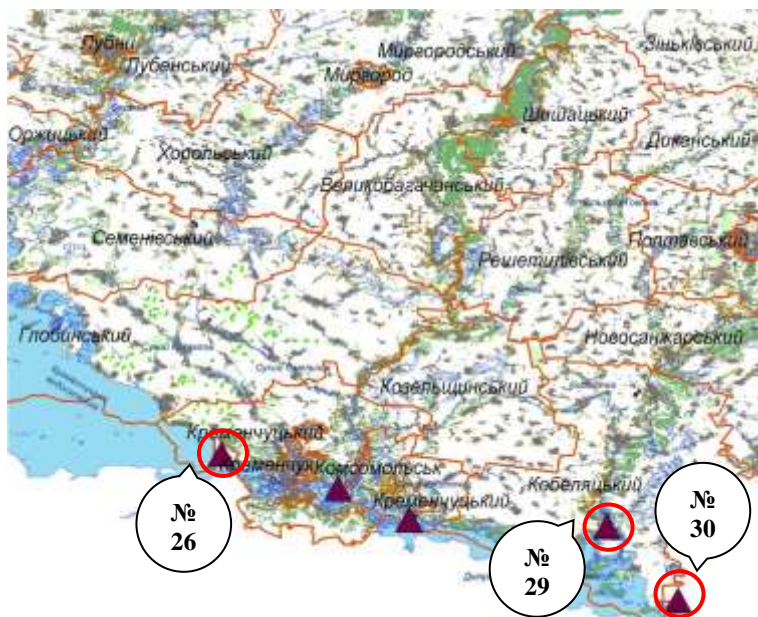 Лубни
Лубенський
Миргородський
Зіньківський
Миргород
Шишацький
Оржицький
Хорольський
Диканський
Великобагачанський
Семенівський
Полтавський
Решетилівський
Глобинський
Новосанжарський
Козельщинський
Кременчуцький
Кременчук
Комсомольськ
Кобеляцький
Кременчуцький
№
30
№
26
№
29